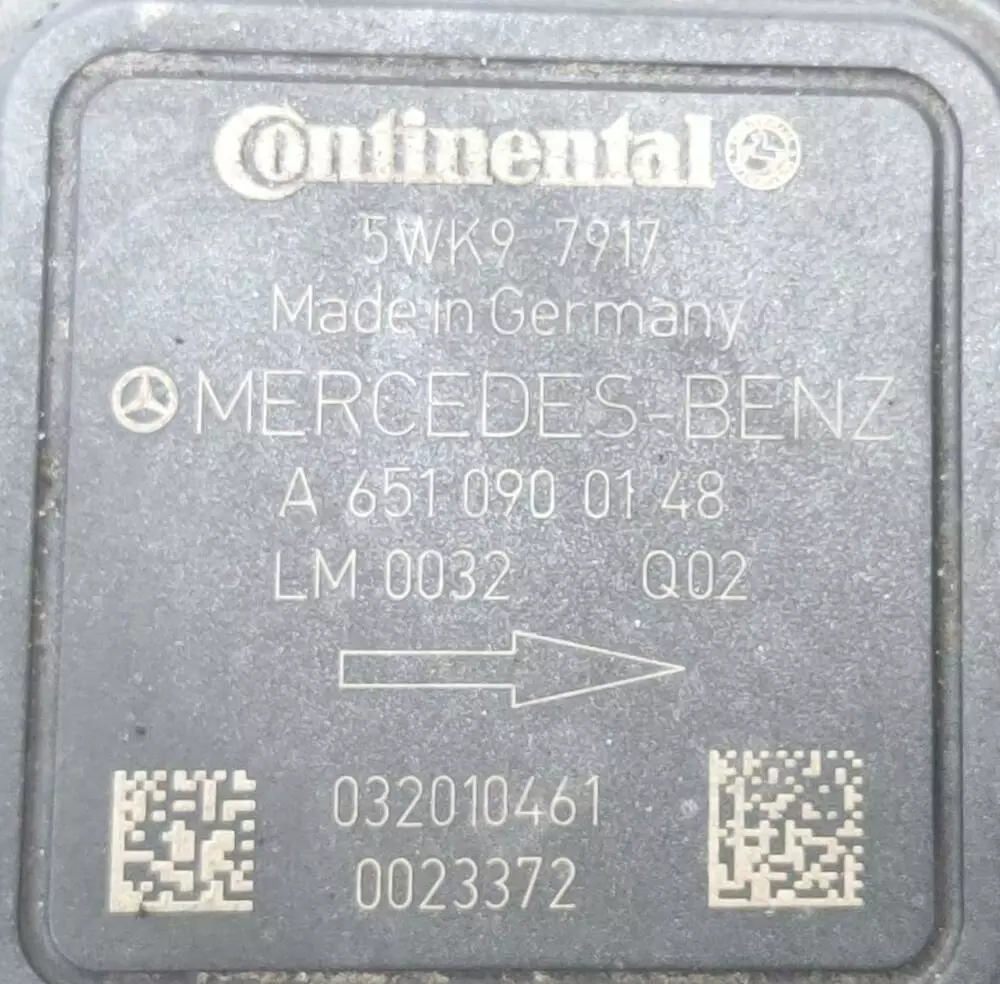 Continental
5WK9 7917
Made in Germany
MERCEDES-BENZ
A 651 090 01 48
LM 0032 Q02
032010461
0023372